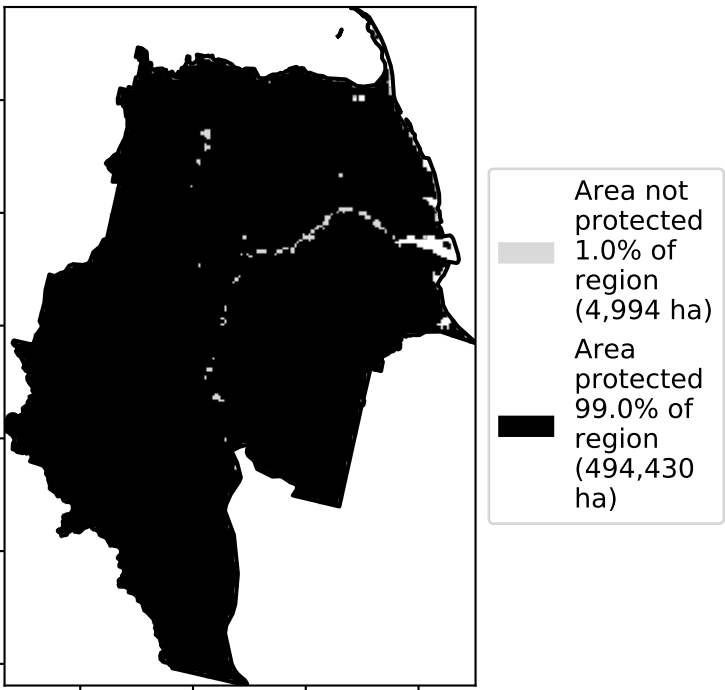 Area not
protected
1.0% of
region
(4,994 ha)
Area
protected
99.0% of
region
(494,430
ha)